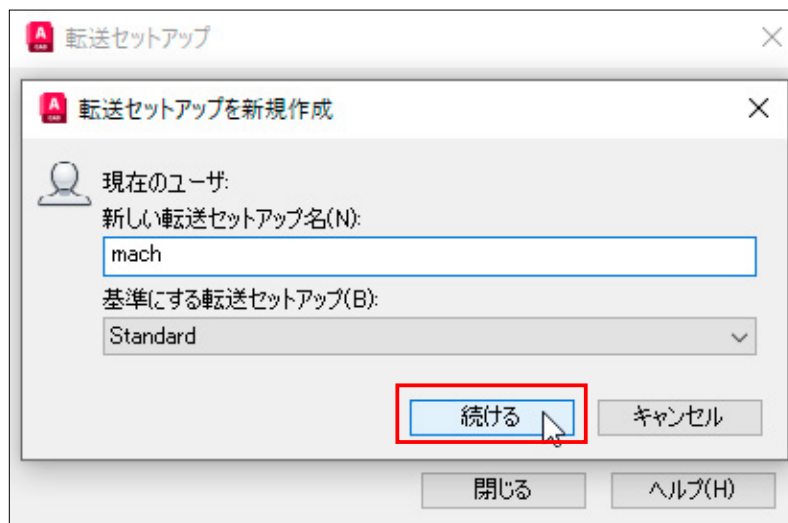 A
CAD
転送セットアップ
A
CAD
転送セットアップを新規作成
現在のユーザ:
新しい転送セットアップ名(N):
mach
基準にする転送セットアップ(B):
Standard
続ける
キャンセル
閉じる
ヘルプ(H)